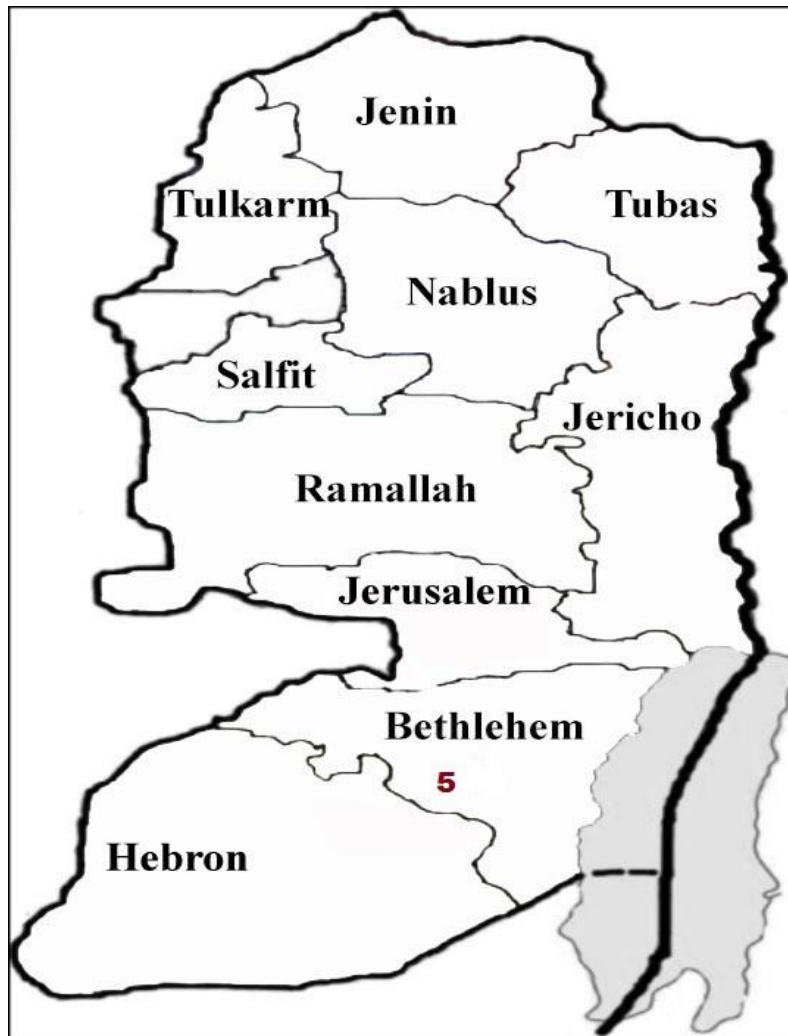 Jenin
Tulkarm
Tubas
Nablus
Salfit
Jericho
Ramallah
Jerusalem
Bethlehem
5
Hebron